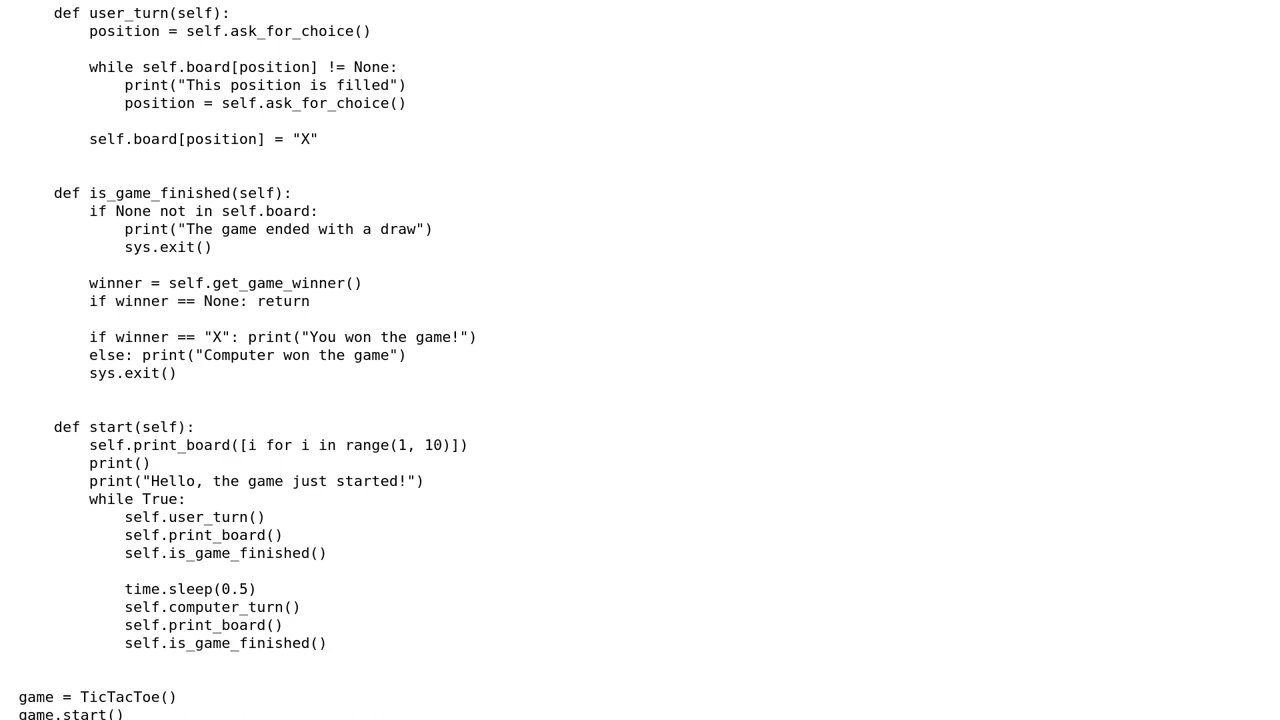 def user_turn(self):
position = self.ask_for_choice()
while self.board[position] != None:
print("This position is filled")
position = self.ask_for_choice()
self.board[position] = "X"
def is_game_finished(self):
if None not in self.board:
print("The game ended with a draw")
sys.exit()
winner = self.get_game_winner()
if winner == None: return
if winner == "X": print("You won the game!")
else: print("Computer won the game")
sys.exit()
def start(self):
self.print_board([i for i in range(1, 10)])
print()
print("Hello, the game just started!")
while True:
self.user_turn()
self.print_board()
self.is_game_finished()
time.sleep(0.5)
self.computer_turn()
self.print_board()
self.is_game_finished()
game = TicTacToe()
game.start()